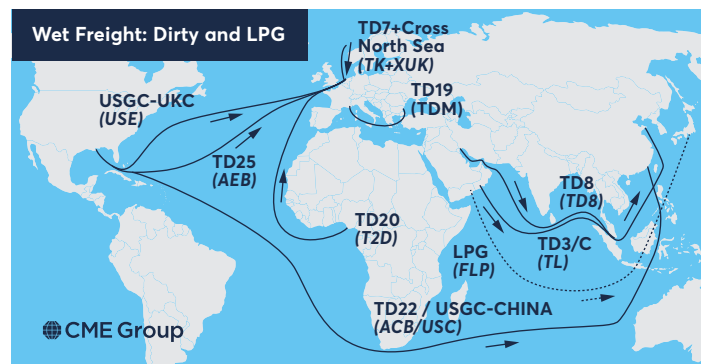 Wet Freight: Dirty and LPG
TD7+Cross
North Sea
(TK+XUK)
USGC-UKC
(USE)
TD19
(TDM)
TD25
(AEB)
TD8
(TD8)
TD20
(T2D)
LPG
(FLP)
TD3/C
(TL)
TD22 / USGC-CHINA
(ACB/USC)
CME Group